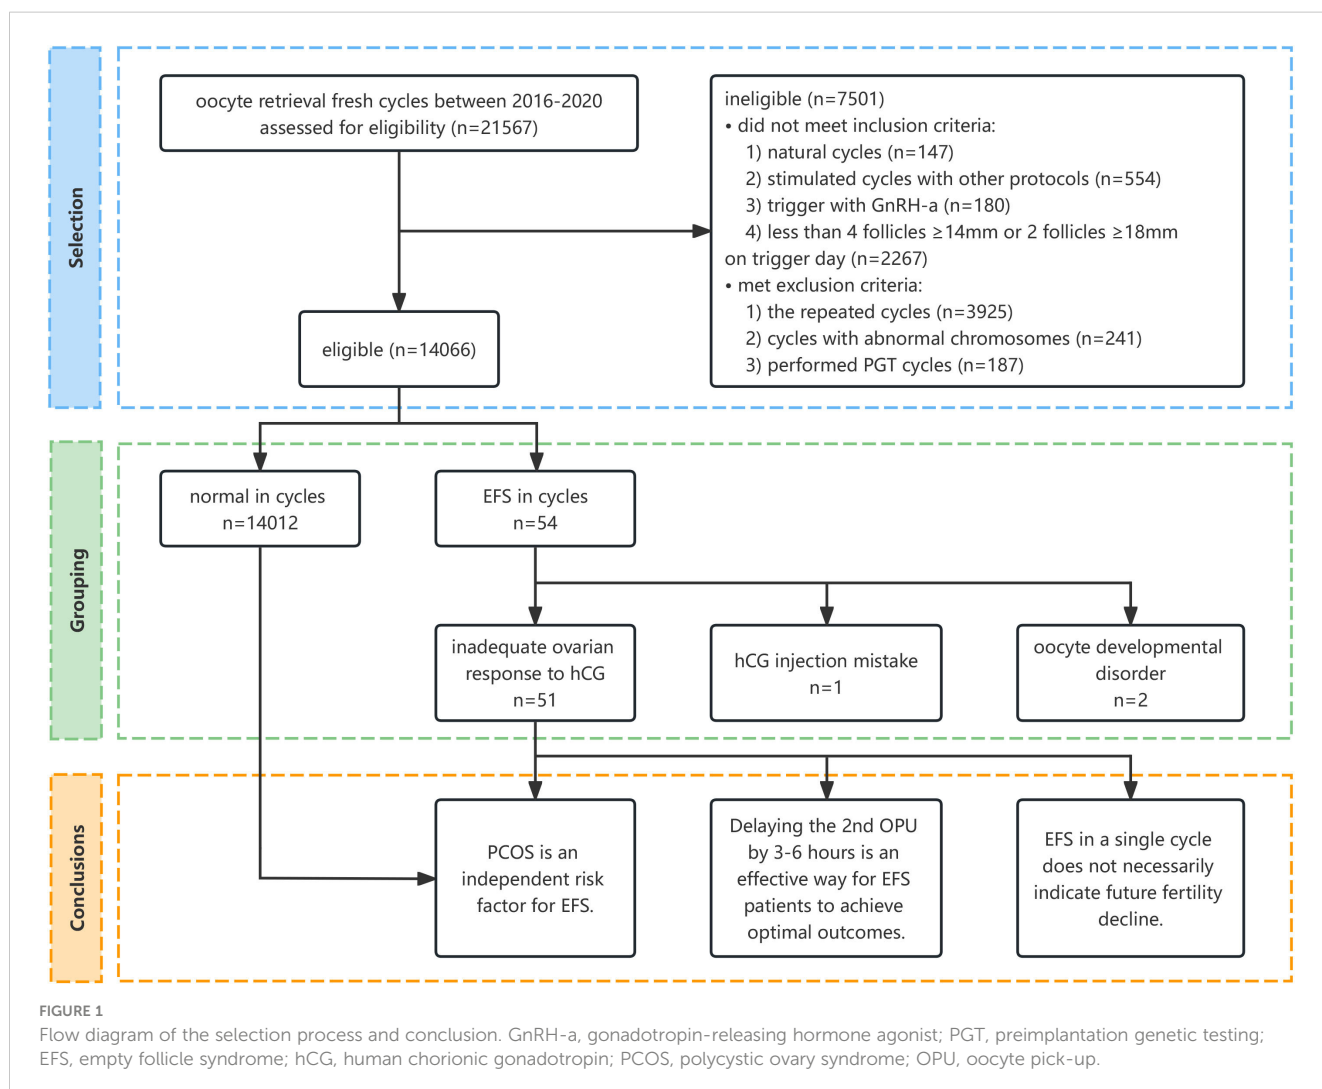 Selection
oocyte retrieval fresh cycles between 2016-2020
assessed for eligibility (n=21567)
ineligible (n=7501)
• did not meet inclusion criteria:
1) natural cycles (n=147)
2) stimulated cycles with other protocols (n=554)
3) trigger with GnRH-a (n=180)
4) less than 4 follicles ≥14mm or 2 follicles ≥18mm
on trigger day (n=2267)
• met exclusion criteria:
1) the repeated cycles (n=3925)
2) cycles with abnormal chromosomes (n=241)
3) performed PGT cycles (n=187)
eligible (n=14066)
Grouping
normal in cycles
n=14012
EFS in cycles
n=54
inadequate ovarian
response to hCG
n=51
hCG injection mistake
n=1
oocyte developmental
disorder
n=2
Conclusions
PCOS is an
independent risk
factor for EFS.
Delaying the 2nd OPU
by 3-6 hours is an
effective way for EFS
patients to achieve
optimal outcomes.
EFS in a single cycle
does not necessarily
indicate future fertility
decline.
FIGURE 1
Flow diagram of the selection process and conclusion. GnRH-a, gonadotropin-releasing hormone agonist; PGT, preimplantation genetic testing;
EFS, empty follicle syndrome; hCG, human chorionic gonadotropin; PCOS, polycystic ovary syndrome; OPU, oocyte pick-up.